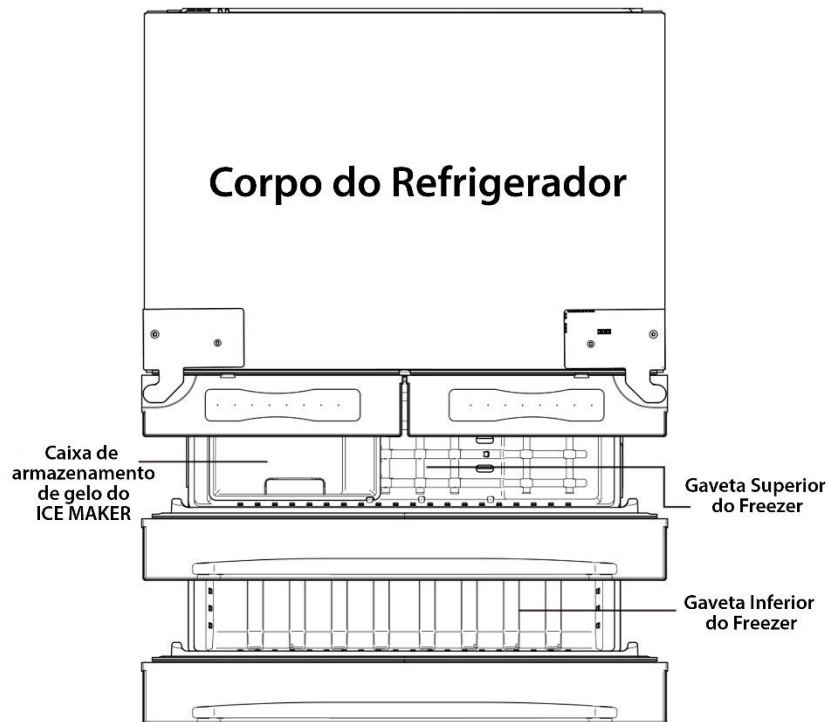 Corpo do Refrigerador
Caixa de
armazenamento
de gelo do
ICE MAKER
Gaveta Superior
do Freezer
Gaveta Inferior
do Freezer